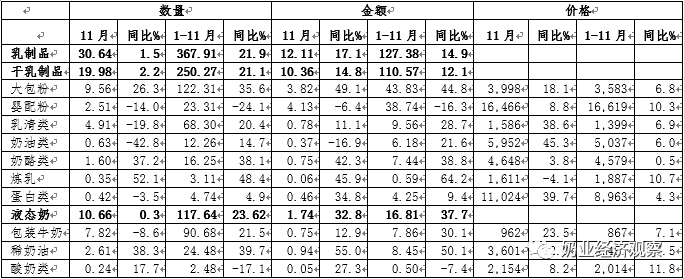 数量 金额 价格
11月 同比% 1-11月 同比% 11月 同比% 1-11月 同比% 11月 同比% 1-11月 同比%
乳制品 30.64 1.5 367.91 21.9 12.11 17.1 127.38 14.9
干乳制品 19.98 2.2 250.27 21.1 10.36 14.8 110.57 12.1
大包粉 9.56 26.3 122.31 35.6 3.82 49.1 43.83 44.8 3,998 18.1 3,583 6.8
婴配粉 2.51 -14.0 23.31 -24.1 4.13 -6.4 38.74 -16.3 16,466 8.8 16,619 10.3
乳清类 4.91 -19.8 68.30 20.4 0.78 11.1 9.56 28.7 1,586 38.6 1,399 6.9
奶油类 0.63 -42.8 12.26 14.7 0.37 -16.9 6.18 21.6 5,952 45.3 5,037 6.0
奶酪类 1.60 37.2 16.25 38.1 0.75 42.3 7.44 38.8 4,648 3.8 4,579 0.5
炼乳 0.35 52.1 3.11 48.4 0.06 45.9 0.59 64.2 1,611 -4.1 1,887 10.7
蛋白类 0.42 -3.5 4.74 4.9 0.46 34.8 4.25 9.4 11,024 39.7 8,963 4.3
液态奶 10.66 0.3 117.64 23.62 1.74 32.8 16.81 37.7
包装牛奶 7.82 -8.6 90.68 21.5 0.75 12.9 7.86 30.1 962 23.5 867 7.1
稀奶油 2.61 38.3 24.48 39.7 0.94 55.0 8.45 50.1 3,601
酸奶类 0.24 17.7 2.48 -17.1 0.05 27.3 0.50 -7.4 2,154 8.2 2,014 11.8
奶业经济观察